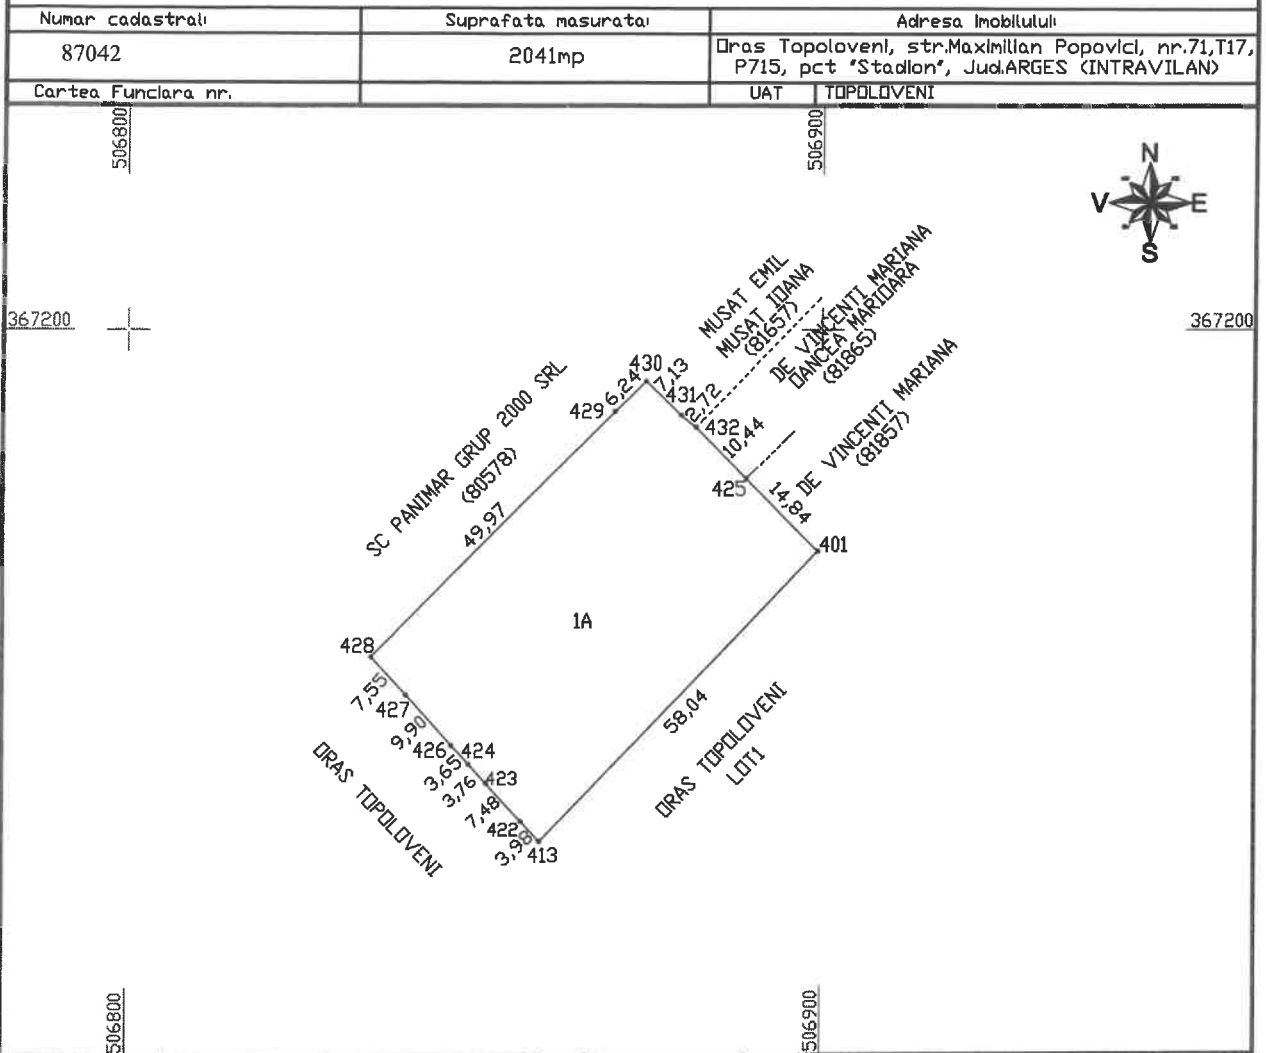 Numar cadastral:
Suprafata masurata:
Adresa imobilului:
87042
2041mp
Oras Topoloveni, str.Maximilian Popovici, nr.71,T17,
P715, pct "Stadion", Jud.ARGES (INTRAVILAN)
Cartea Funciara nr.
UAT
TOPOLOVENI
506800
506900
N
V
E
S
367200
367200
MUSAT EMIL
MUSAT IOANA
(81657)
DE VINCENTI MARIANA
OANCEA MARIOARA
(81865)
DE VINCENTI MARIANA
(81857)
SC PANIMAR GRUP 2000 SRL
(80578)
430
6,24
7,13
429
431
2,72
432
10,44
425
14,84
401
49,97
1A
428
7,55
427
9,90
426
424
3,65
423
3,76
7,48
422
3,98
413
58,04
ORAS TOPOLOVENI
ORAS TOPOLOVENI
LOT1
506800
506900